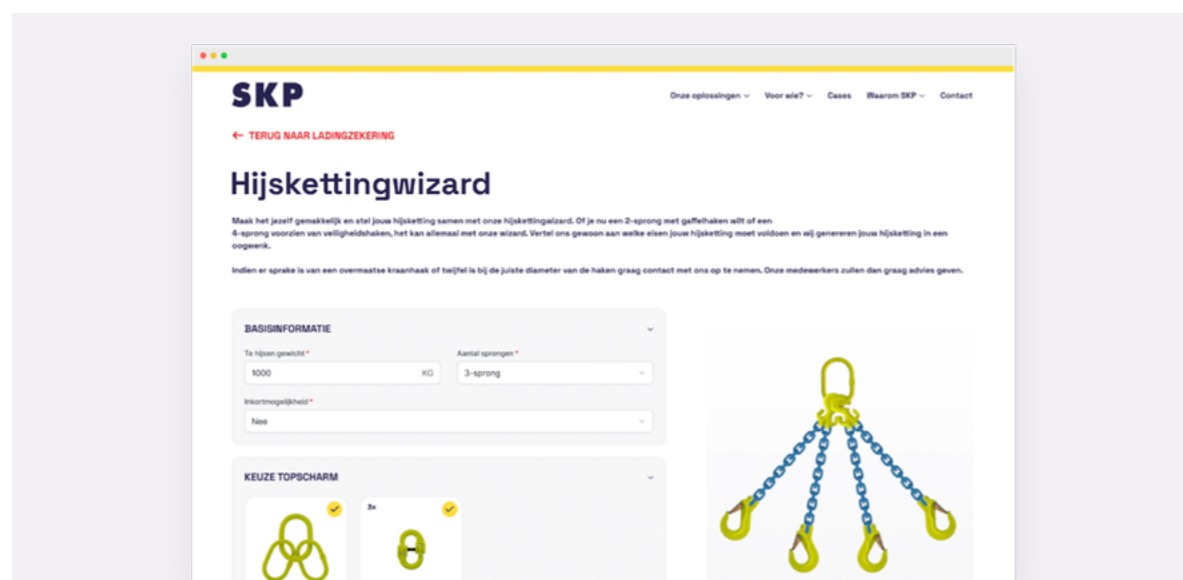 SKP
Onze oplossingen Voor wie? Cases Waarom SKP Contact
← TERUG NAAR LADINGZEKERING
Hijskettingwizard
Maak het jezelf gemakkelijk en stel jouw hijsketting samen met onze hijskettingwizard. Of je nu een 2-sprong met gaffelhaken wilt of een
4-sprong voorzien van veiligheidshaken, het kan allemaal met onze wizard. Vertel ons gewoon aan welke eisen jouw hijsketting moet voldoen en wij genereren jouw hijsketting in een
oogwenk.
Indien er sprake is van een overmaatse kraanhaak of twijfel is bij de juiste diameter van de haken graag contact met ons op te nemen. Onze medewerkers zullen dan graag advies geven.
BASISINFORMATIE
Te hijsen gewicht * Aantal sprongen *
1000 KG 3-sprong
Inkortmogelijkheid *
Nee
KEUZE TOPSCHARM
3x